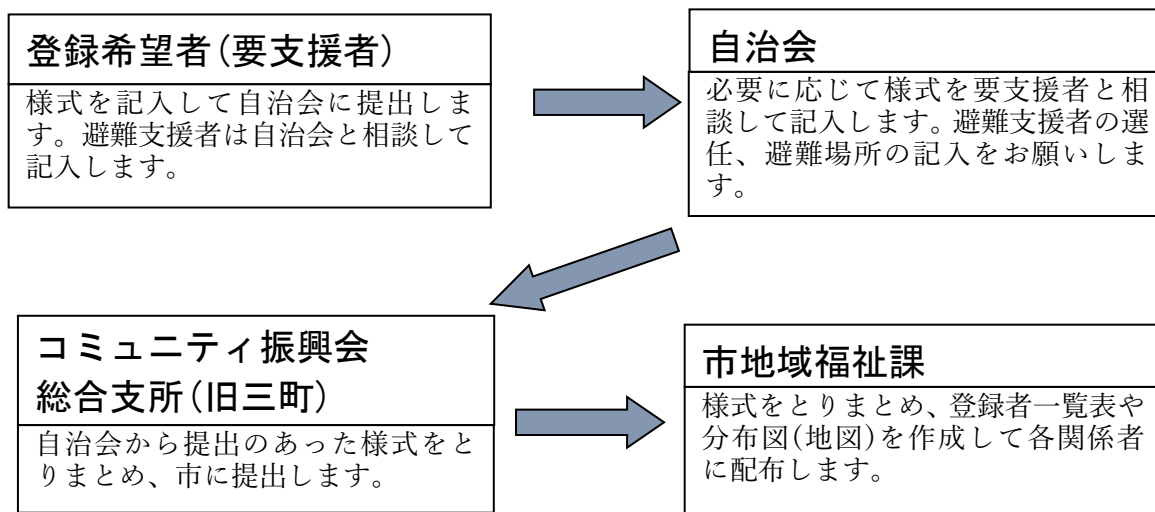 登録希望者(要支援者)
様式を記入して自治会に提出しま
す。避難支援者は自治会と相談して
記入します。
自治会
必要に応じて様式を要支援者と相
談して記入します。避難支援者の選
任、避難場所の記入をお願いしま
す。
コミュニティ振興会
総合支所(旧三町)
自治会から提出のあった様式をと
りまとめ、市に提出します。
市地域福祉課
様式をとりまとめ、登録者一覧表や
分布図(地図)を作成して各関係者
に配布します。